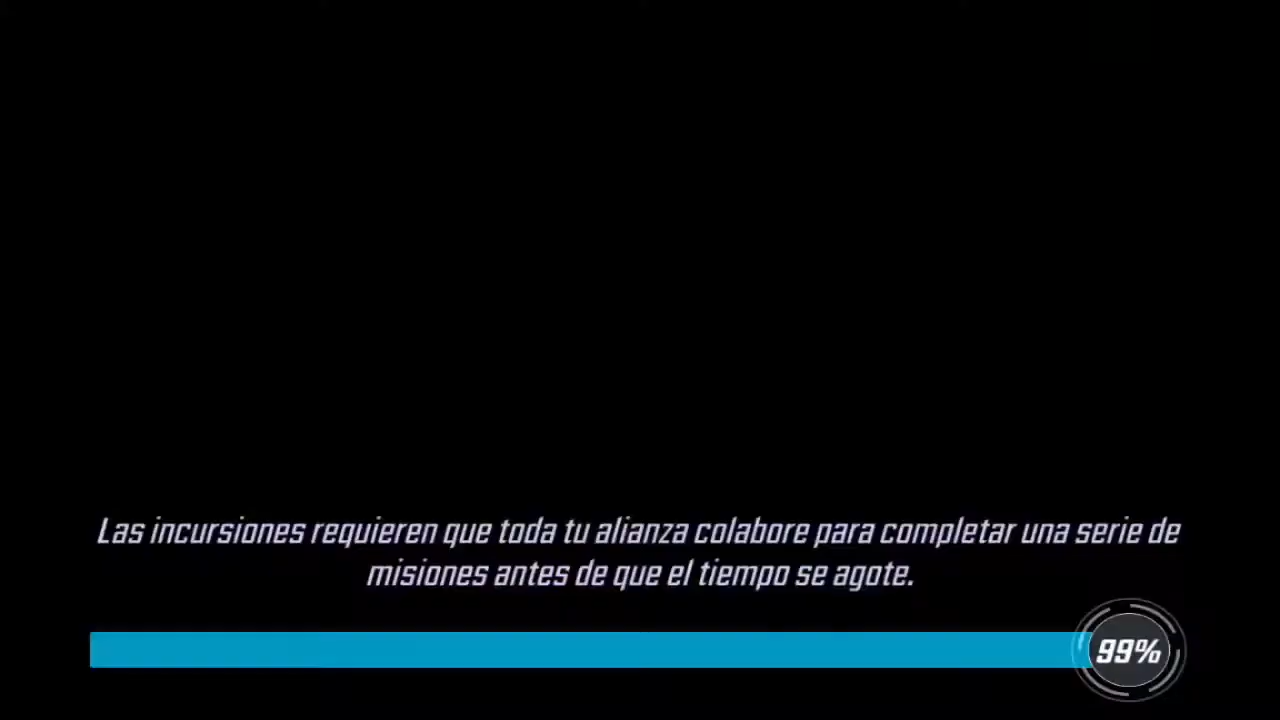 Las incursiones requieren que toda tu alianza colabore para completar una serie de
misiones antes de que el tiempo se agote.
99%